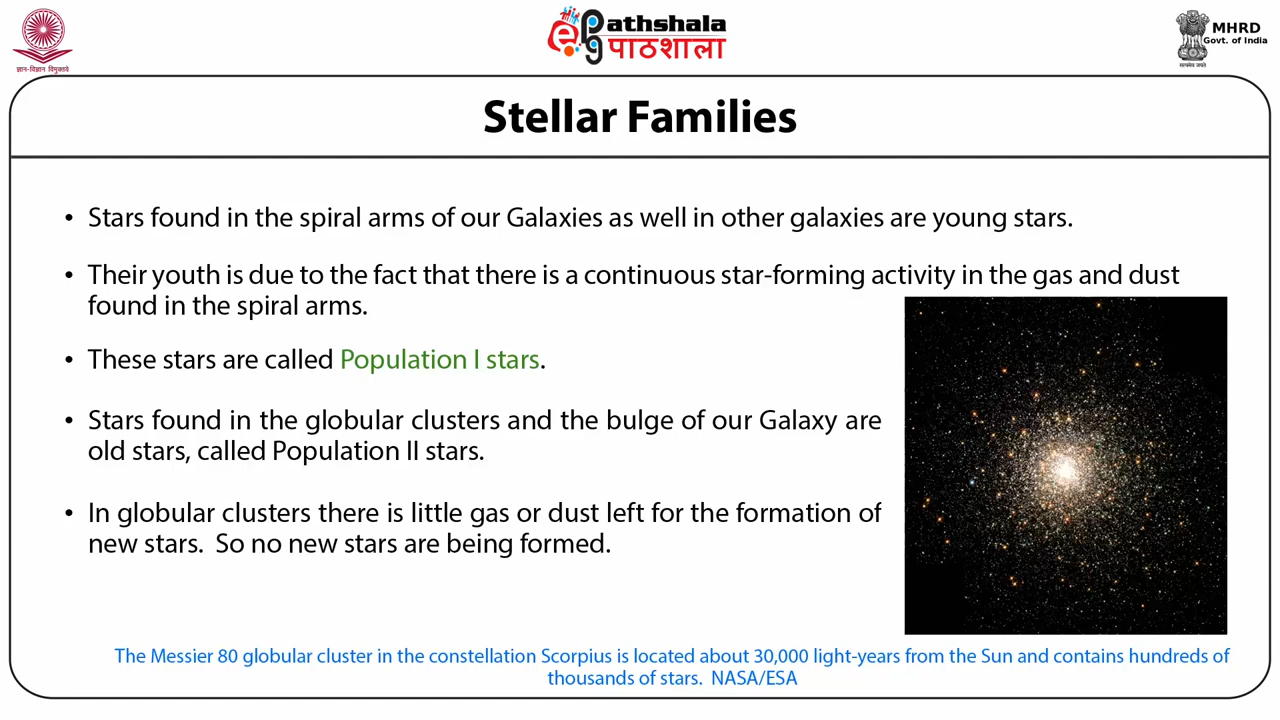 ज्ञान-विज्ञान विमुक्तये
e
PG
athshala
पाठशाला
सत्यमेव जयते
MHRD
Govt. of India
Stellar Families
• Stars found in the spiral arms of our Galaxies as well in other galaxies are young stars.
• Their youth is due to the fact that there is a continuous star-forming activity in the gas and dust
found in the spiral arms.
• These stars are called Population I stars.
• Stars found in the globular clusters and the bulge of our Galaxy are
old stars, called Population II stars.
• In globular clusters there is little gas or dust left for the formation of
new stars.  So no new stars are being formed.
The Messier 80 globular cluster in the constellation Scorpius is located about 30,000 light-years from the Sun and contains hundreds of
thousands of stars.  NASA/ESA